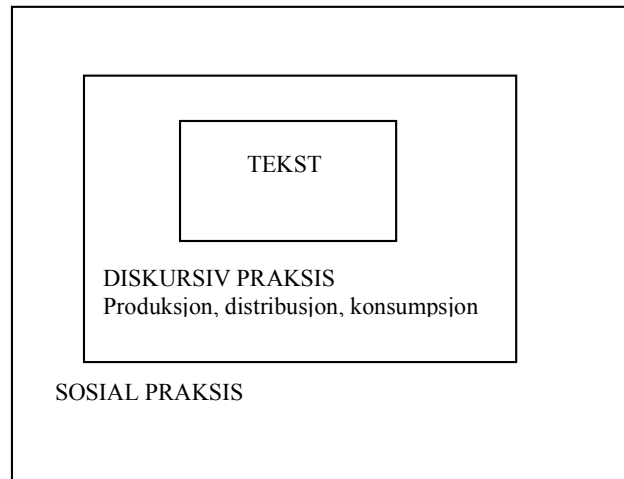 TEKST
DISKURSIV PRAKSIS
Produksjon, distribusjon, konsumpsjon
SOSIAL PRAKSIS